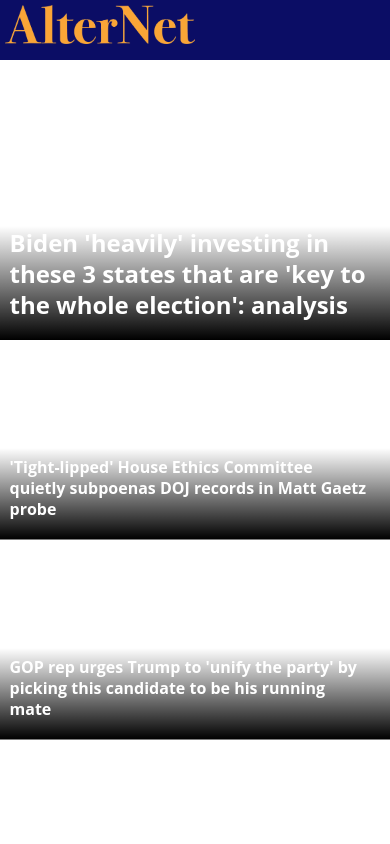 AlterNet
Biden 'heavily' investing in
these 3 states that are 'key to
the whole election': analysis
'Tight-lipped' House Ethics Committee
quietly subpoenas DOJ records in Matt Gaetz
probe
GOP rep urges Trump to 'unify the party' by
picking this candidate to be his running
mate